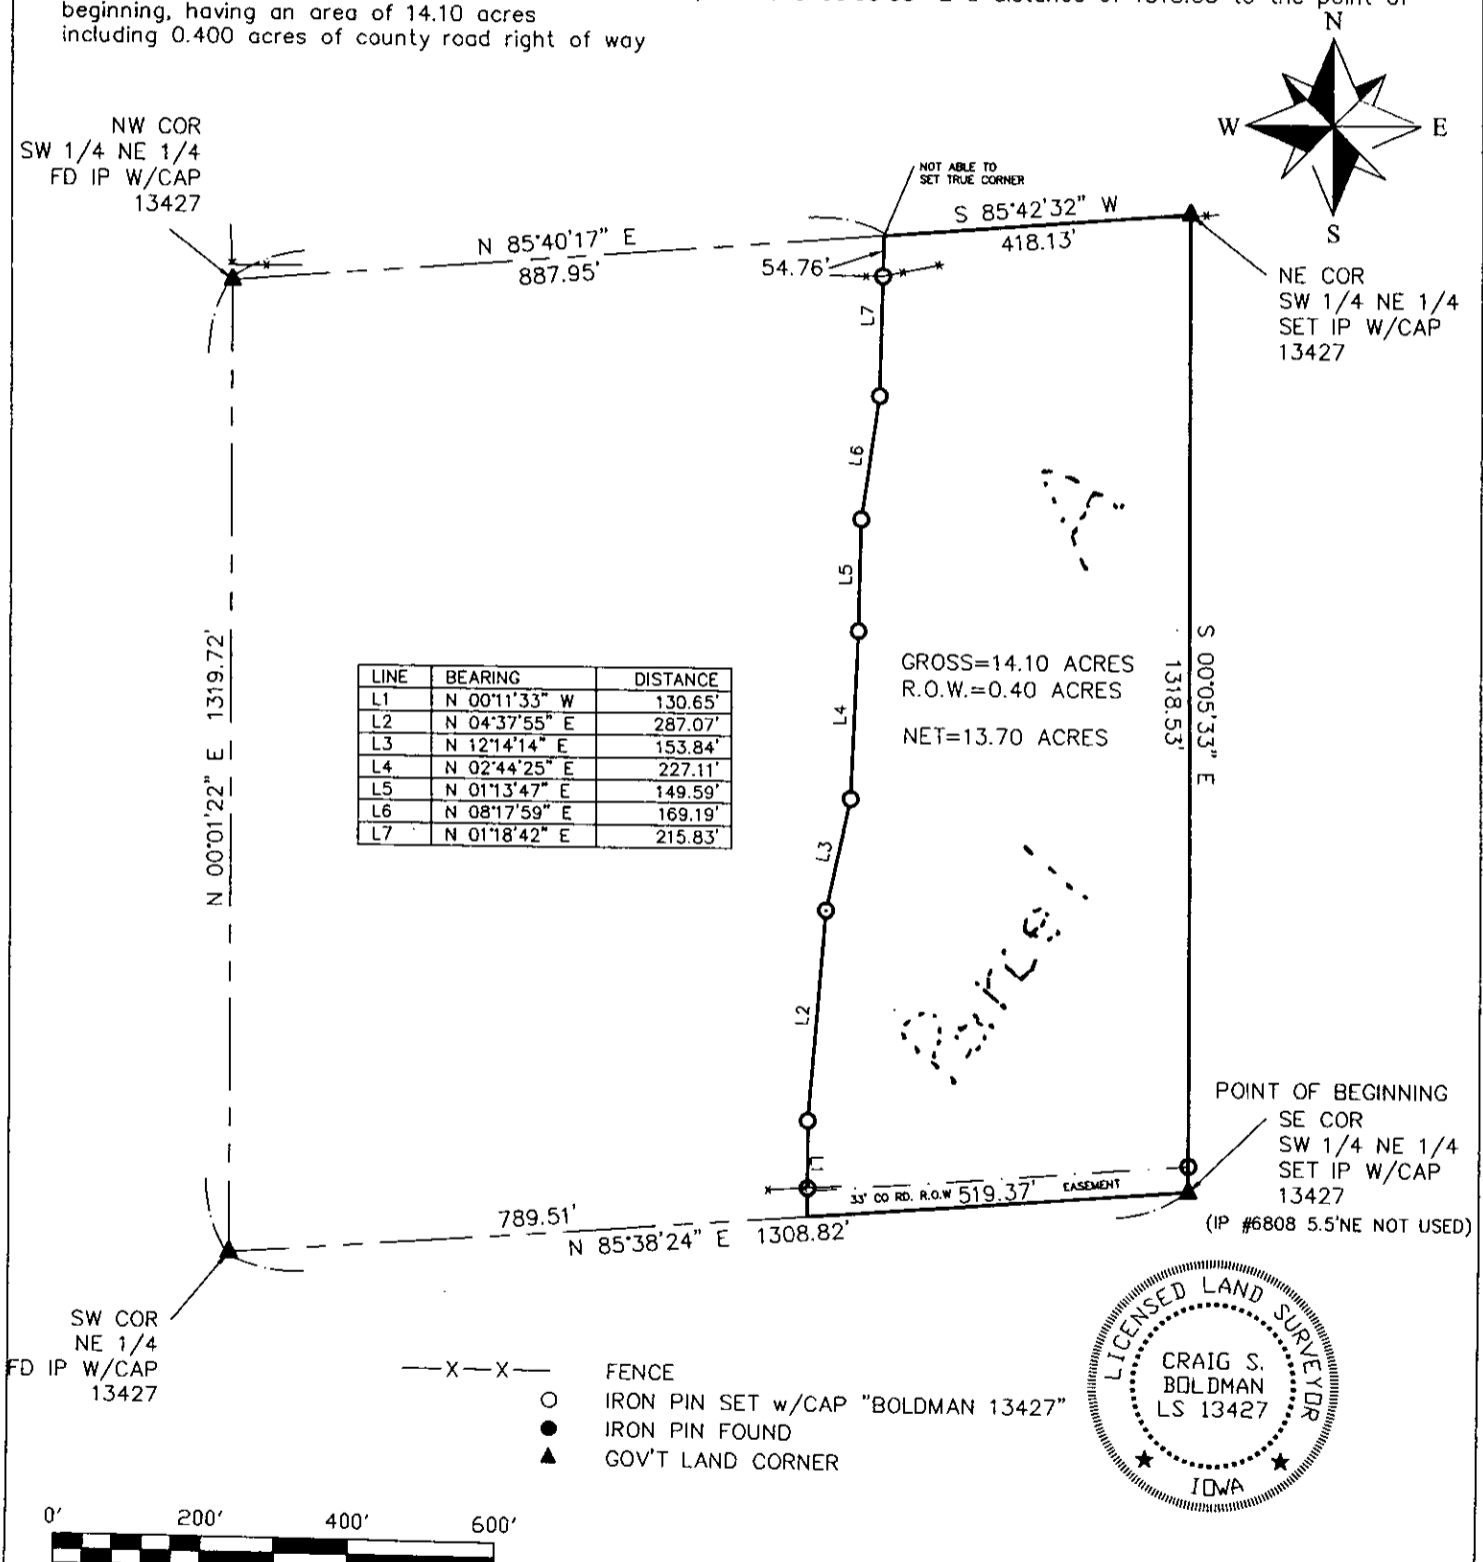 beginning, having an area of 14.10 acres
including 0.400 acres of county road right of way
N
W
E
S
NW COR
SW 1/4 NE 1/4
FD IP W/CAP
13427
NOT ABLE TO
SET TRUE CORNER
S 85°42'32" W
418.13'
N 85°40'17" E
887.95'
54.76'
NE COR
SW 1/4 NE 1/4
SET IP W/CAP
13427
L7
L6
L5
L4
L3
L2
L1
A
Parcel
N 00°01'22" E 1319.72'
LINE BEARING DISTANCE
L1 N 00°11'33" W 130.65'
L2 N 04°37'55" E 287.07'
L3 N 12°14'14" E 153.84'
L4 N 02°44'25" E 227.11'
L5 N 01°13'47" E 149.59'
L6 N 08°17'59" E 169.19'
L7 N 01°18'42" E 215.83'
GROSS=14.10 ACRES
R.O.W.=0.40 ACRES
NET=13.70 ACRES
S 00°05'33" E
1318.53'
POINT OF BEGINNING
SE COR
SW 1/4 NE 1/4
SET IP W/CAP
13427
(IP #6808 5.5'NE NOT USED)
33' CO RD. R.O.W 519.37' EASEMENT
789.51'
N 85°38'24" E 1308.82'
SW COR
NE 1/4
FD IP W/CAP
13427
—X—X— FENCE
IRON PIN SET w/CAP "BOLDMAN 13427"
IRON PIN FOUND
GOV'T LAND CORNER
LICENSED LAND SURVEYOR
CRAIG S.
BOLDMAN
LS 13427
IOWA
0' 200' 400' 600'